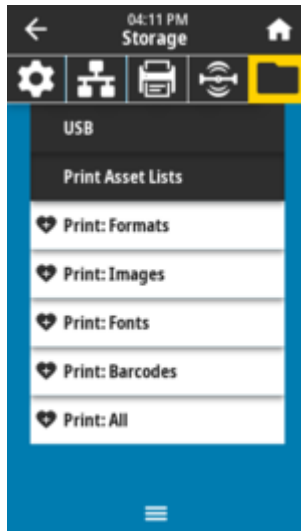 04:11 PM
Storage
USB
Print Asset Lists
Print: Formats
Print: Images
Print: Fonts
Print: Barcodes
Print: All